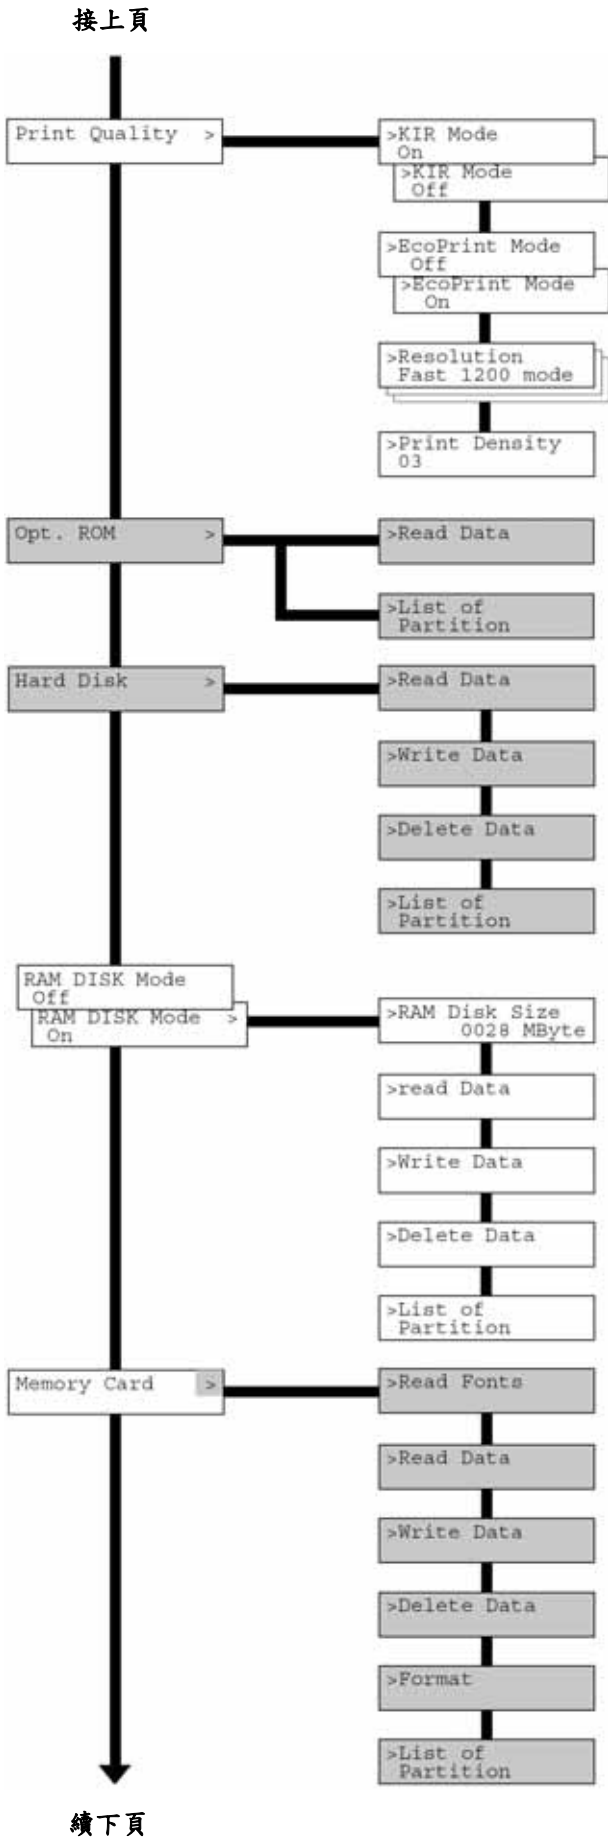 接上頁
Print Quality >
>KIR Mode
On
>KIR Mode
Off
>EcoPrint Mode
Off
>EcoPrint Mode
On
>Resolution
Fast 1200 mode
>Print Density
03
Opt. ROM >
>Read Data
>List of
Partition
Hard Disk >
>Read Data
>Write Data
>Delete Data
>List of
Partition
RAM DISK Mode
Off
RAM DISK Mode >
On
>RAM Disk Size
0028 MByte
>read Data
>Write Data
>Delete Data
>List of
Partition
Memory Card >
>Read Fonts
>Read Data
>Write Data
>Delete Data
>Format
>List of
Partition
續下頁